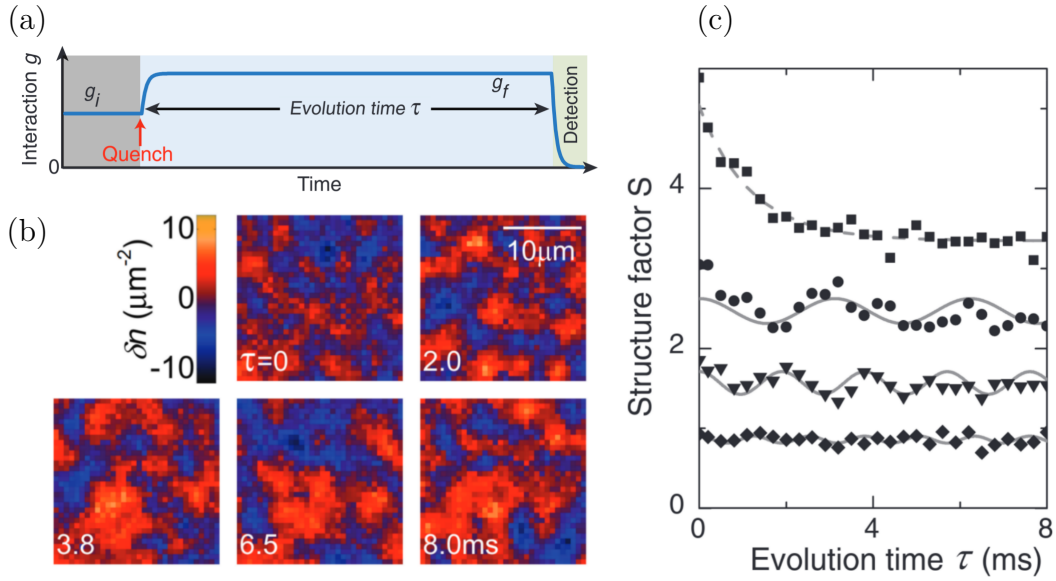 (a)
Interaction g
0
g_i
Quench
Evolution time τ
g_f
Detection
Time
(b)
δn (μm⁻²)
10
0
-10
τ=0
10μm
2.0
3.8
6.5
8.0ms
(c)
Structure factor S
4
2
0
0 4 8
Evolution time τ (ms)